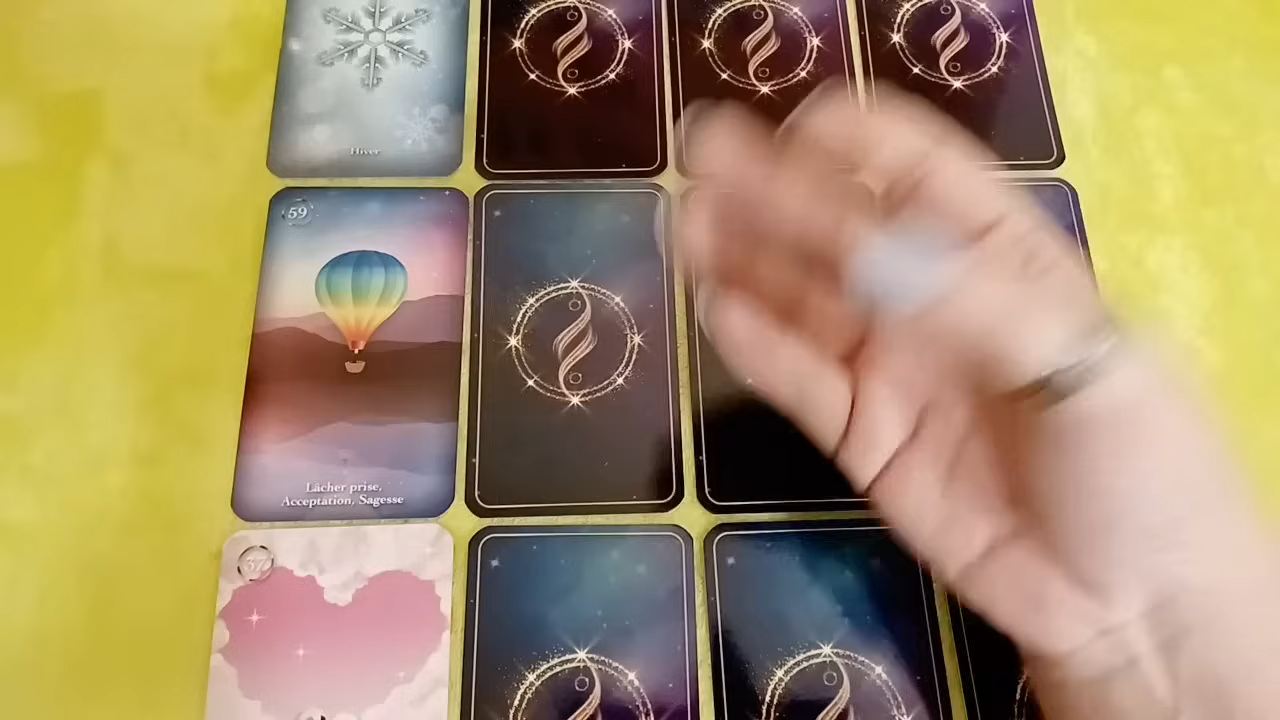 Hiver
59
Lâcher prise,
Acceptation, Sagesse
37